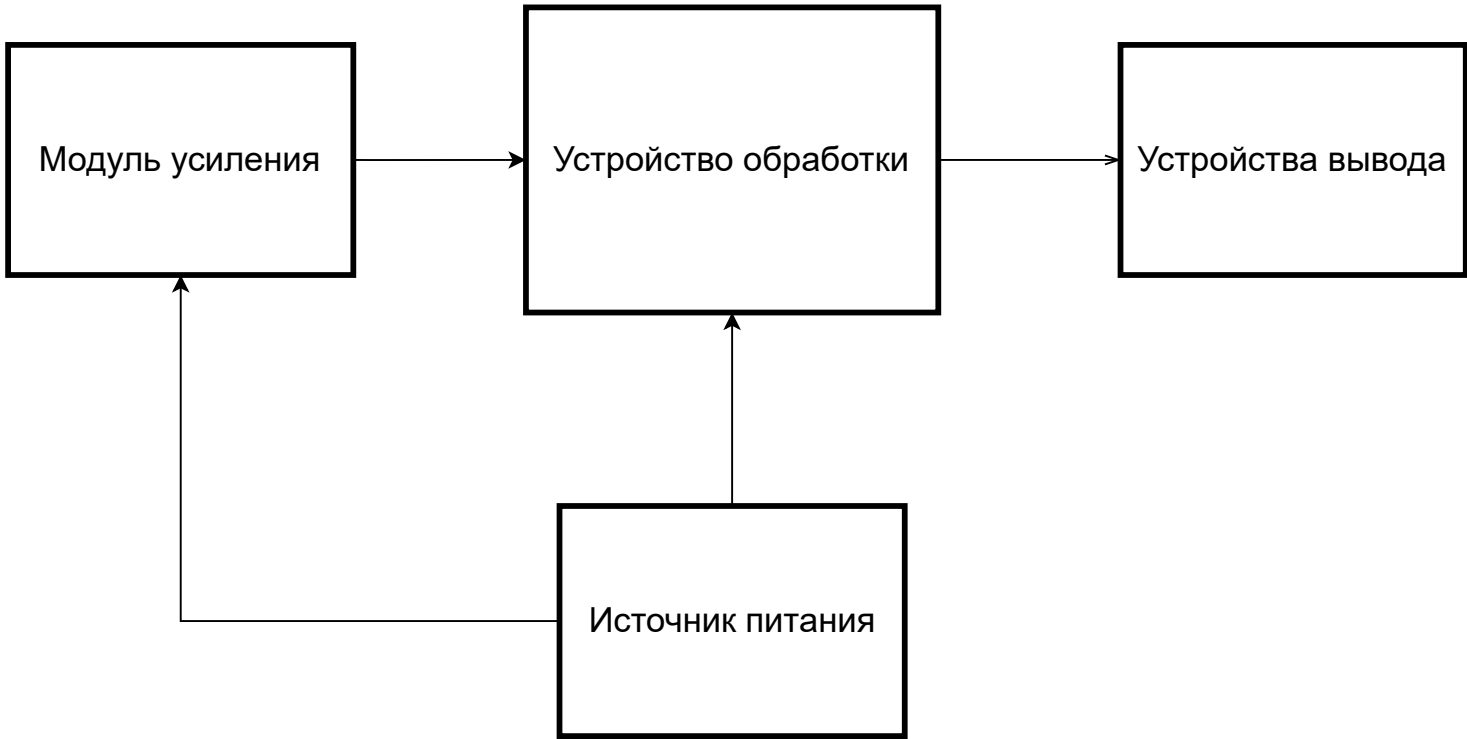 Модуль усиления
Устройство обработки
Устройства вывода
Источник питания